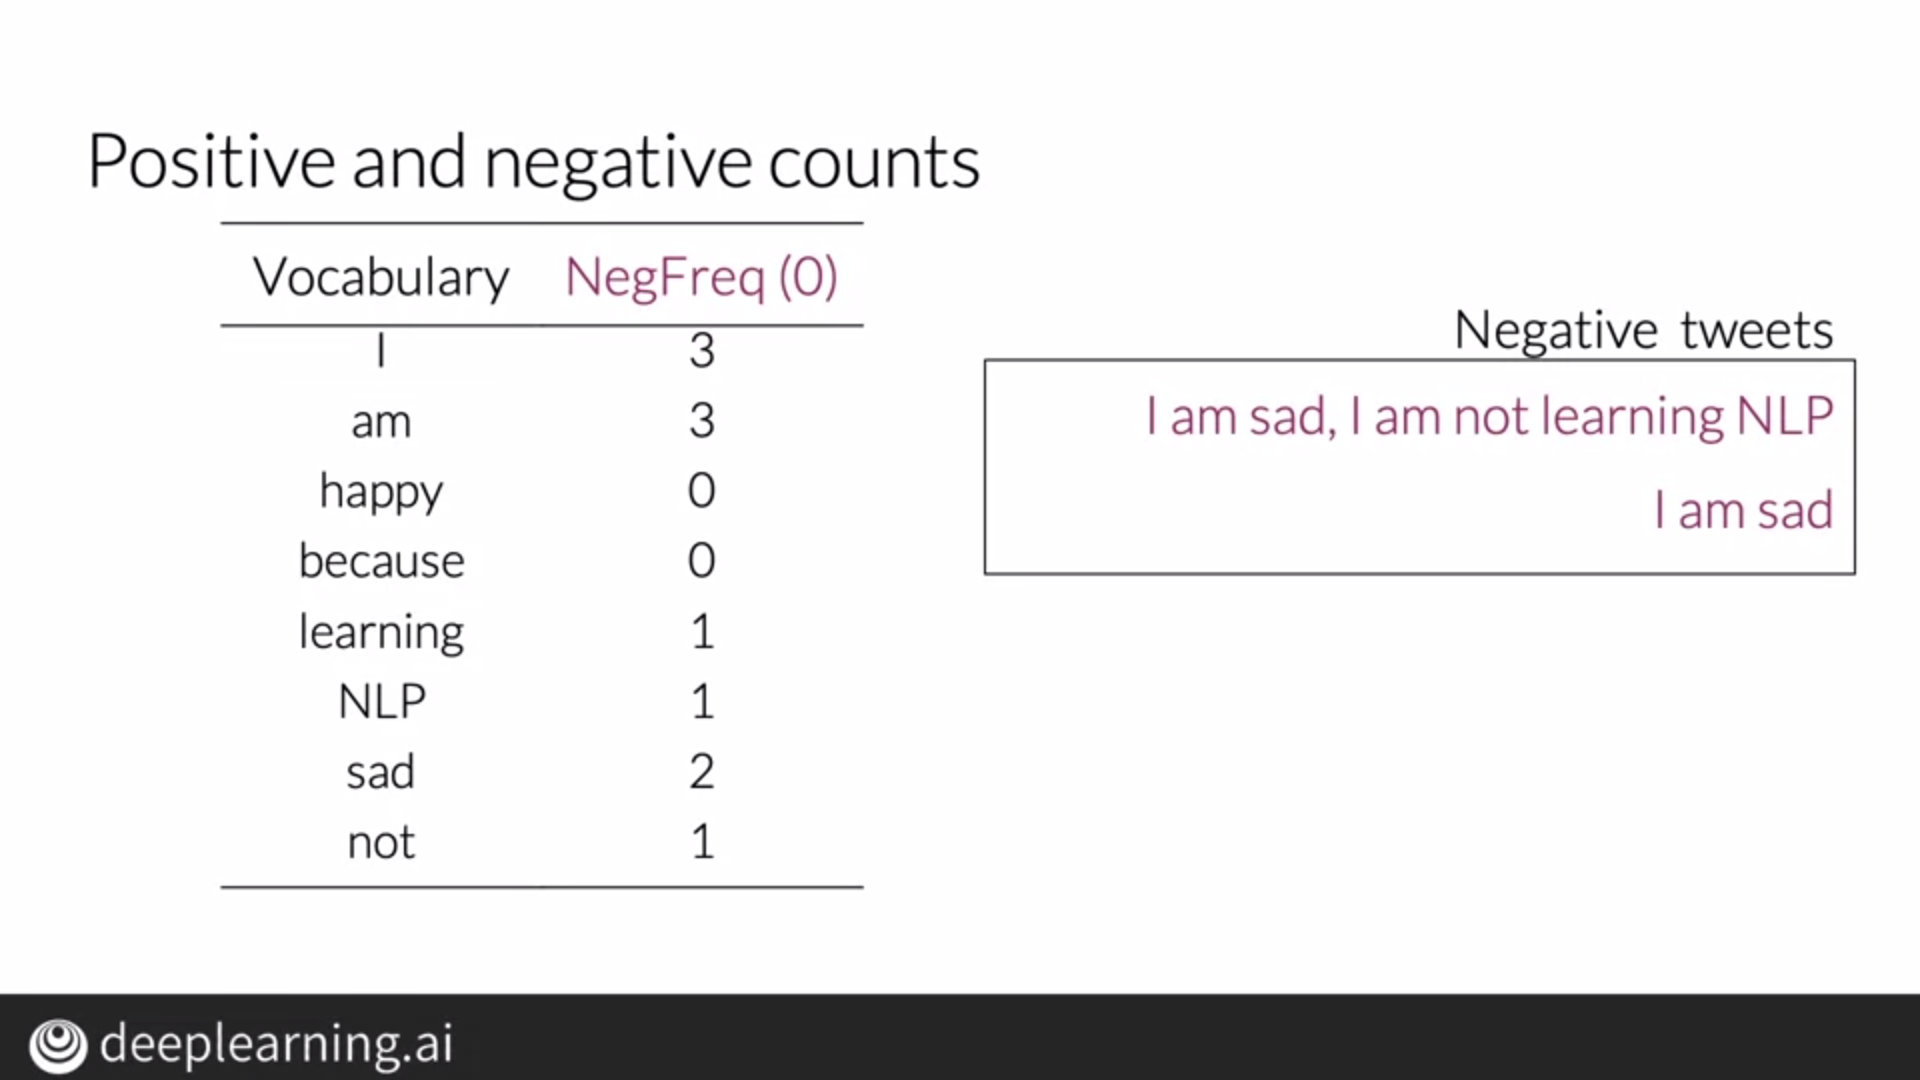 Positive and negative counts
Vocabulary NegFreq (0)
I 3
am 3
happy 0
because 0
learning 1
NLP 1
sad 2
not 1
Negative tweets
I am sad, I am not learning NLP
I am sad
deeplearning.ai